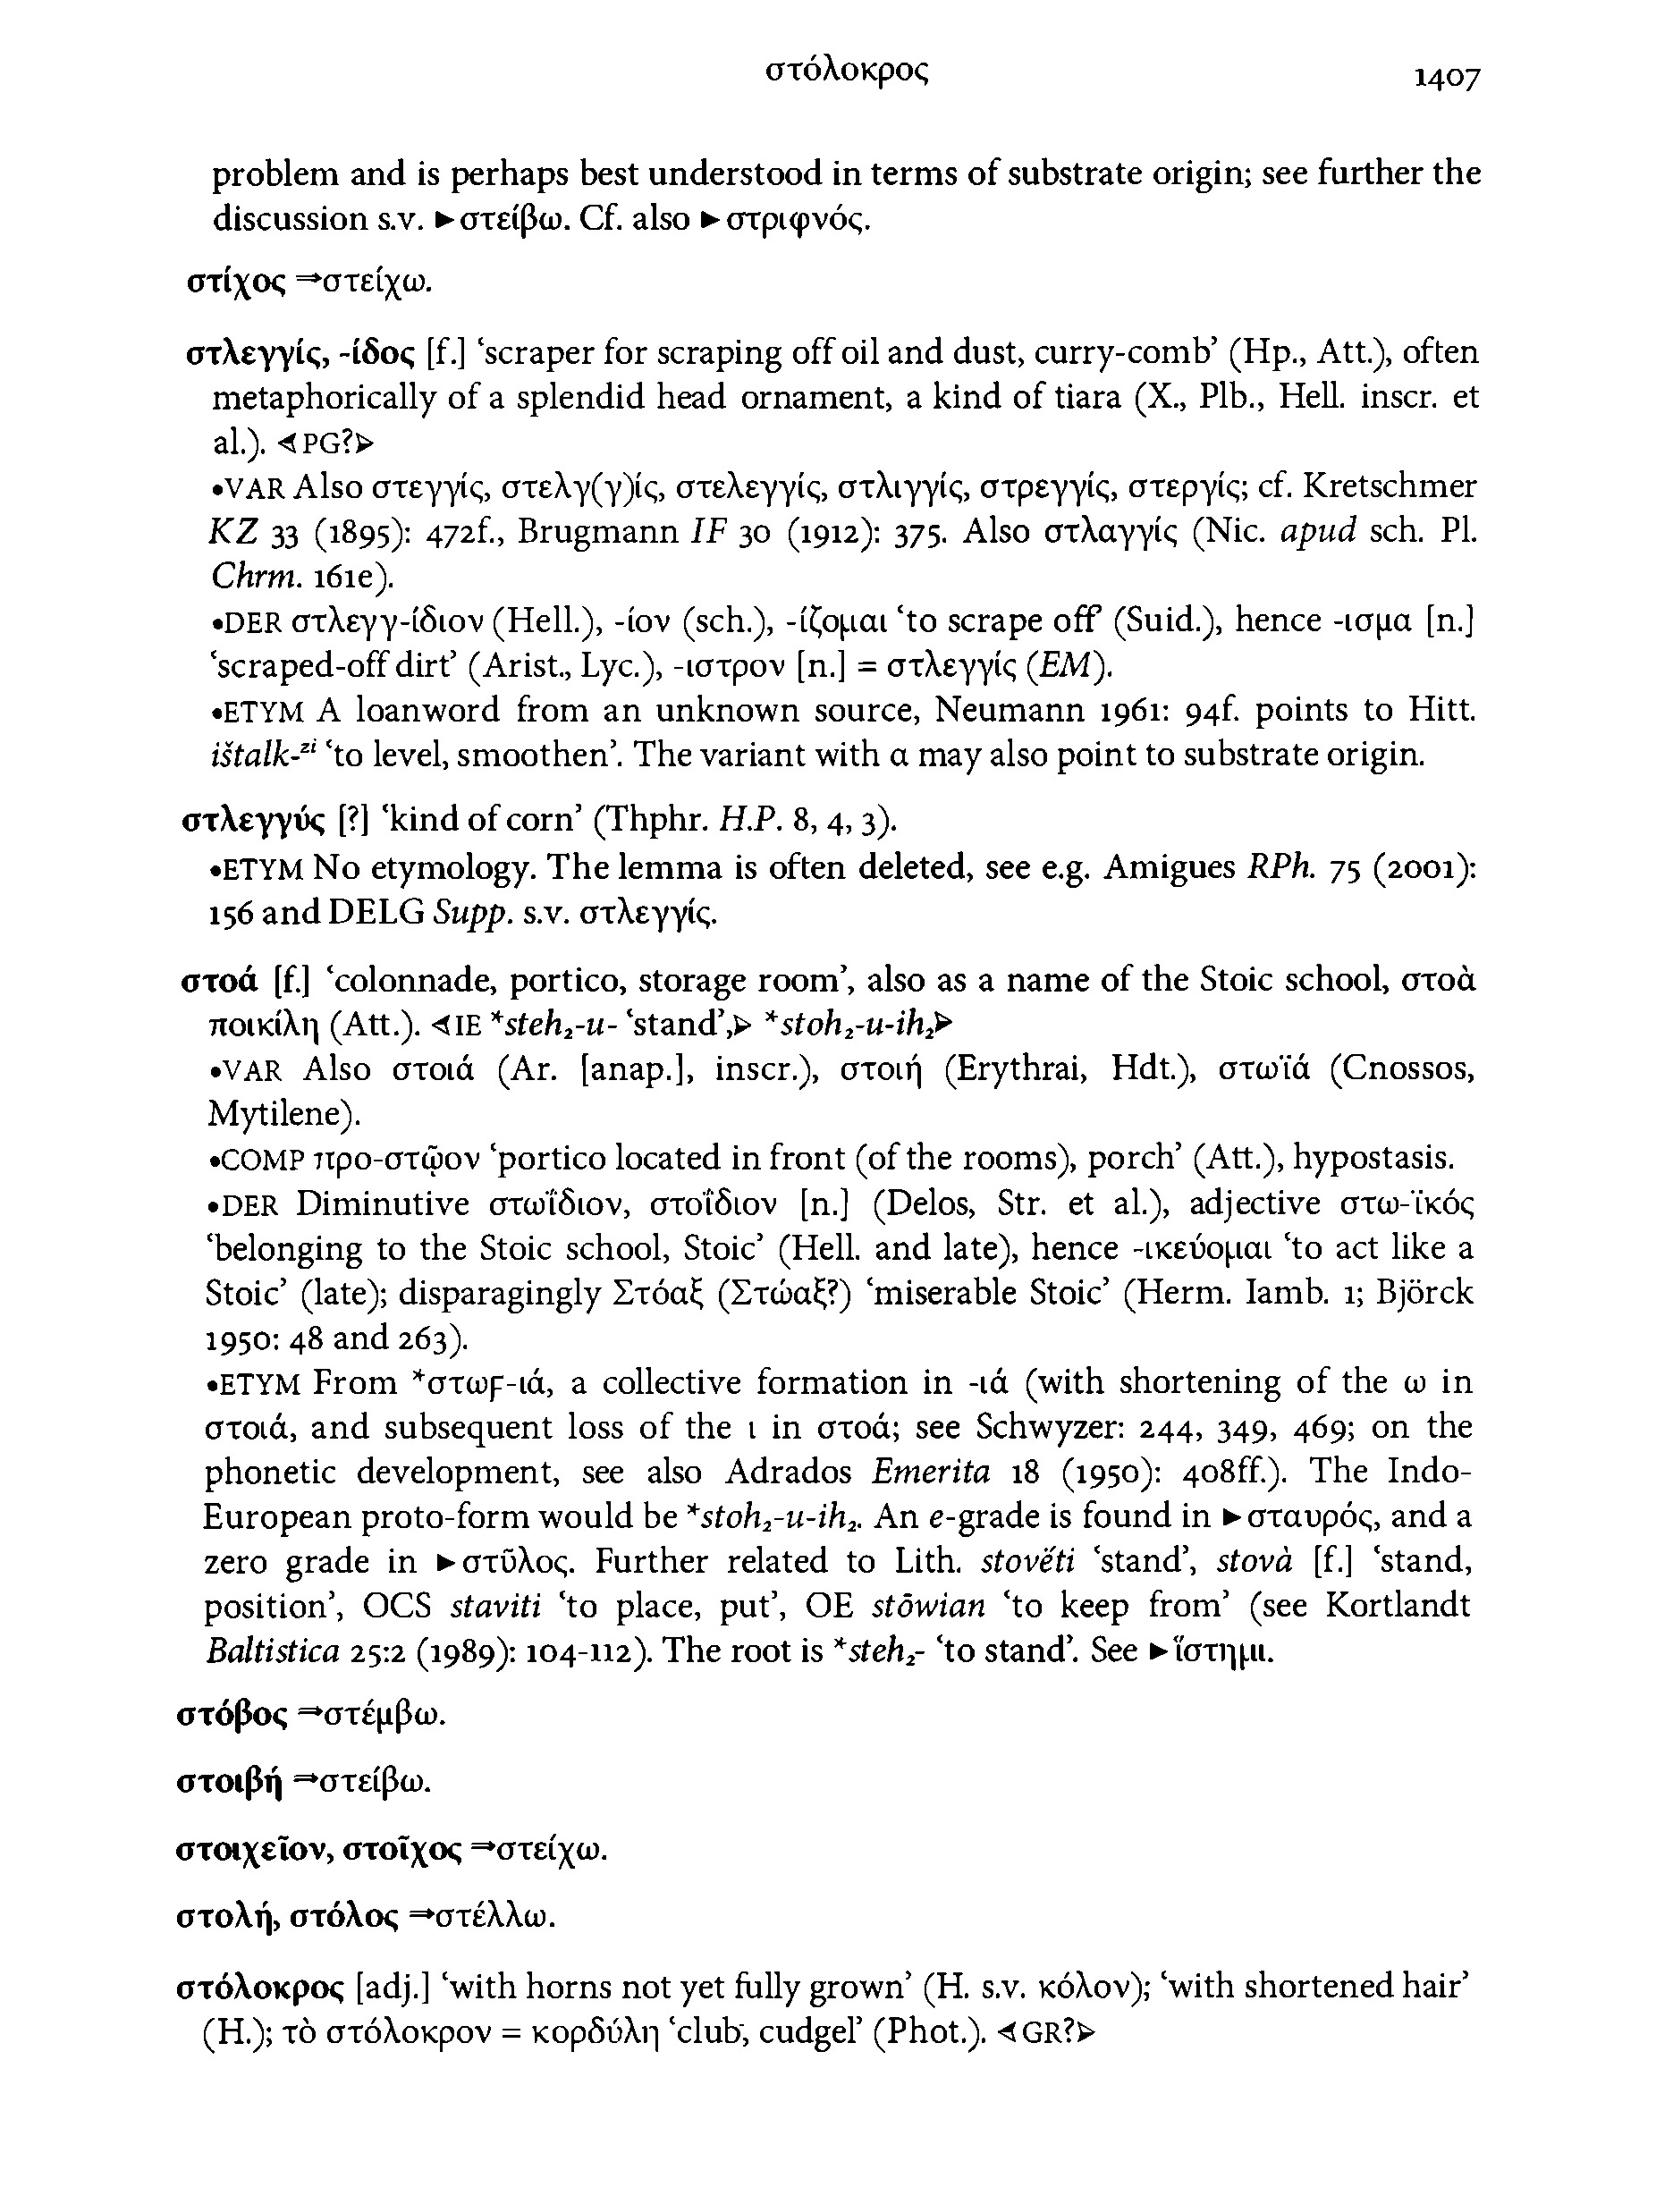 στόλοκρος 1407
problem and is perhaps best understood in terms of substrate origin; see further the
discussion s.v. ►στείβω. Cf. also ►στριφνός.
στίχος ⇒στείχω.
στλεγγίς, -ίδος [f.] ‘scraper for scraping off oil and dust, curry-comb’ (Hp., Att.), often
metaphorically of a splendid head ornament, a kind of tiara (X., Plb., Hell. inscr. et
al.). ⊲PG?⊳
•VAR Also στεγγίς, στελγ(γ)ίς, στελεγγίς, στλιγγίς, στρεγγίς, στεργίς; cf. Kretschmer
KZ 33 (1895): 472f., Brugmann IF 30 (1912): 375. Also στλαγγίς (Nic. apud sch. Pl.
Chrm. 161e).
•DER στλεγγ-ίδιον (Hell.), -ίον (sch.), -ίζομαι ‘to scrape off’ (Suid.), hence -ισμα [n.]
‘scraped-off dirt’ (Arist., Lyc.), -ιστρον [n.] = στλεγγίς (EM).
•ETYM A loanword from an unknown source, Neumann 1961: 94f. points to Hitt.
ištalk-ᶻⁱ ‘to level, smoothen’. The variant with α may also point to substrate origin.
στλεγγύς [?] ‘kind of corn’ (Thphr. H.P. 8, 4, 3).
•ETYM No etymology. The lemma is often deleted, see e.g. Amigues RPh. 75 (2001):
156 and DELG Supp. s.v. στλεγγίς.
στοά [f.] ‘colonnade, portico, storage room’, also as a name of the Stoic school, στοὰ
ποικίλη (Att.). ⊲IE *steh₂-u- ‘stand’,⊳ *stoh₂-u-ih₂⊳
•VAR Also στοιά (Ar. [anap.], inscr.), στοιή (Erythrai, Hdt.), στωϊά (Cnossos,
Mytilene).
•COMP προ-στῷον ‘portico located in front (of the rooms), porch’ (Att.), hypostasis.
•DER Diminutive στωΐδιον, στοΐδιον [n.] (Delos, Str. et al.), adjective στω-ϊκός
‘belonging to the Stoic school, Stoic’ (Hell. and late), hence -ικεύομαι ‘to act like a
Stoic’ (late); disparagingly Στόαξ (Στώαξ?) ‘miserable Stoic’ (Herm. Iamb. 1; Björck
1950: 48 and 263).
•ETYM From *στωϝ-ιά, a collective formation in -ιά (with shortening of the ω in
στοιά, and subsequent loss of the ι in στοά; see Schwyzer: 244, 349, 469; on the
phonetic development, see also Adrados Emerita 18 (1950): 408ff.). The Indo-
European proto-form would be *stoh₂-u-ih₂. An e-grade is found in ►σταυρός, and a
zero grade in ►στῦλος. Further related to Lith. stovė́ti ‘stand’, stovà [f.] ‘stand,
position’, OCS staviti ‘to place, put’, OE stōwian ‘to keep from’ (see Kortlandt
Baltistica 25:2 (1989): 104-112). The root is *steh₂- ‘to stand’. See ►ἵστημι.
στόβος ⇒στέμβω.
στοιβή ⇒στείβω.
στοιχεῖον, στοῖχος ⇒στείχω.
στολή, στόλος ⇒στέλλω.
στόλοκρος [adj.] ‘with horns not yet fully grown’ (H. s.v. κόλον); ‘with shortened hair’
(H.); τὸ στόλοκρον = κορδύλη ‘club’, cudgel’ (Phot.). ⊲GR?⊳